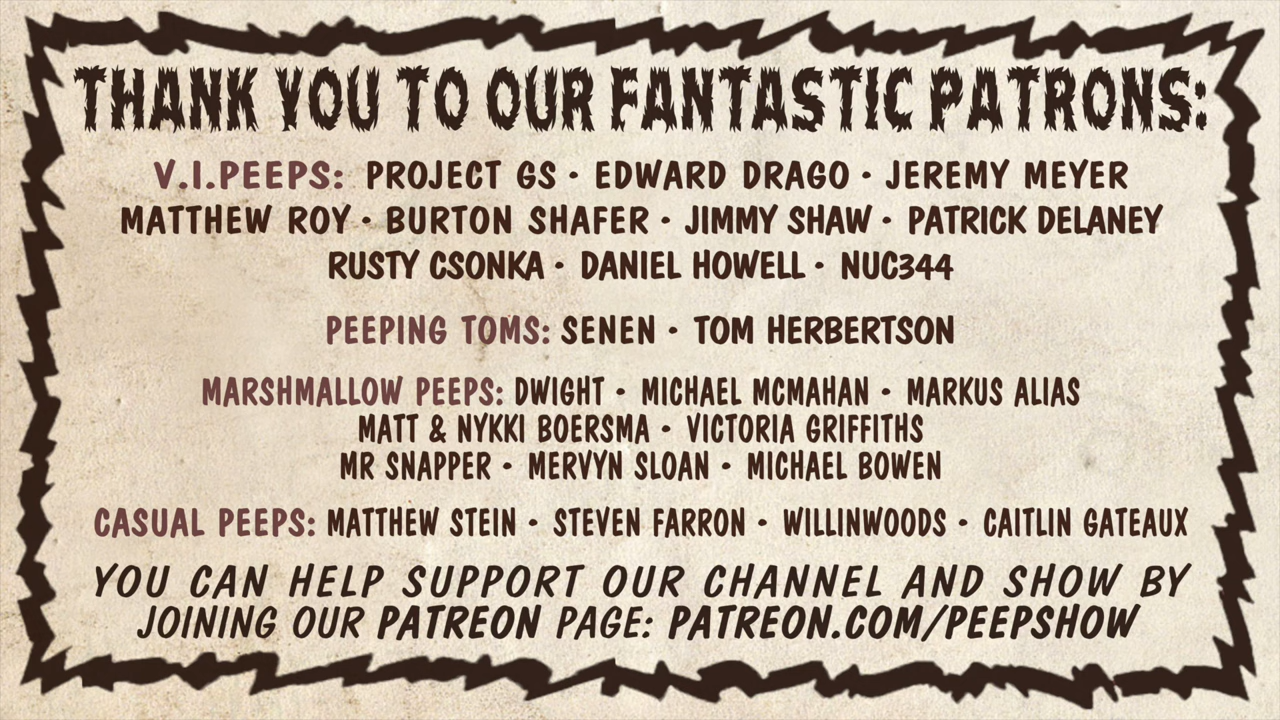 THANK YOU TO OUR FANTASTIC PATRONS:
V.I.PEEPS: PROJECT GS • EDWARD DRAGO • JEREMY MEYER
MATTHEW ROY • BURTON SHAFER • JIMMY SHAW • PATRICK DELANEY
RUSTY CSONKA • DANIEL HOWELL • NUC344
PEEPING TOMS: SENEN • TOM HERBERTSON
MARSHMALLOW PEEPS: DWIGHT • MICHAEL MCMAHAN • MARKUS ALIAS
MATT & NYKKI BOERSMA • VICTORIA GRIFFITHS
MR SNAPPER • MERVYN SLOAN • MICHAEL BOWEN
CASUAL PEEPS: MATTHEW STEIN • STEVEN FARRON • WILLINWOODS • CAITLIN GATEAUX
YOU CAN HELP SUPPORT OUR CHANNEL AND SHOW BY
JOINING OUR PATREON PAGE: PATREON.COM/PEEPSHOW